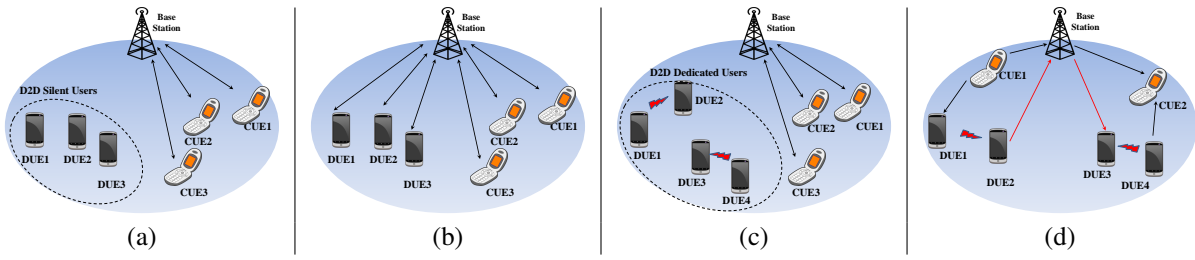 Base
Station
D2D Silent Users
DUE1
DUE2
DUE3
CUE1
CUE2
CUE3
(a)
Base
Station
DUE1
DUE2
DUE3
CUE1
CUE2
CUE3
(b)
Base
Station
D2D Dedicated Users
DUE2
DUE1
DUE3
DUE4
CUE2
CUE1
CUE3
(c)
Base
Station
CUE1
CUE2
DUE1
DUE2
DUE3
DUE4
(d)